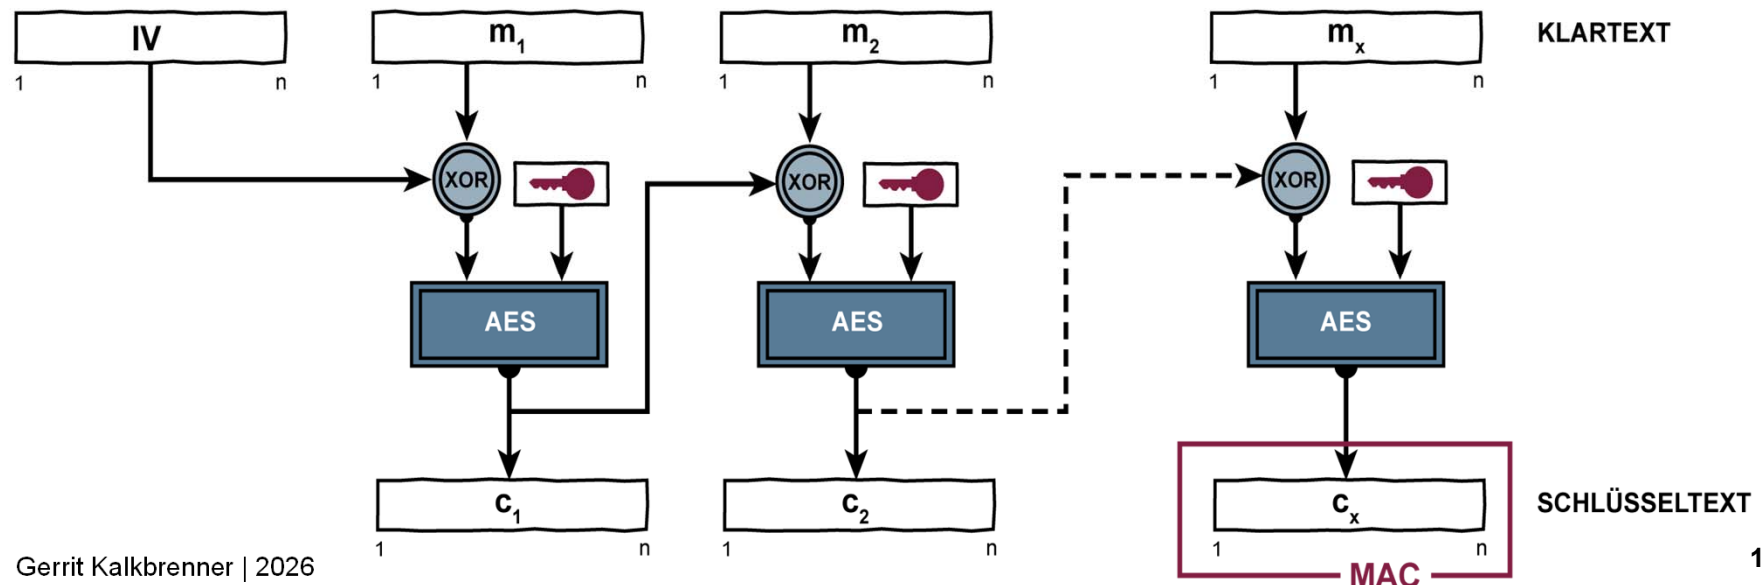 IV m₁ m₂ mₓ KLARTEXT
1 n 1 n 1 n 1 n
XOR XOR XOR
AES AES AES
c₁ c₂ cₓ SCHLÜSSELTEXT
1 n 1 n 1 n
MAC
Gerrit Kalkbrenner | 2026
1